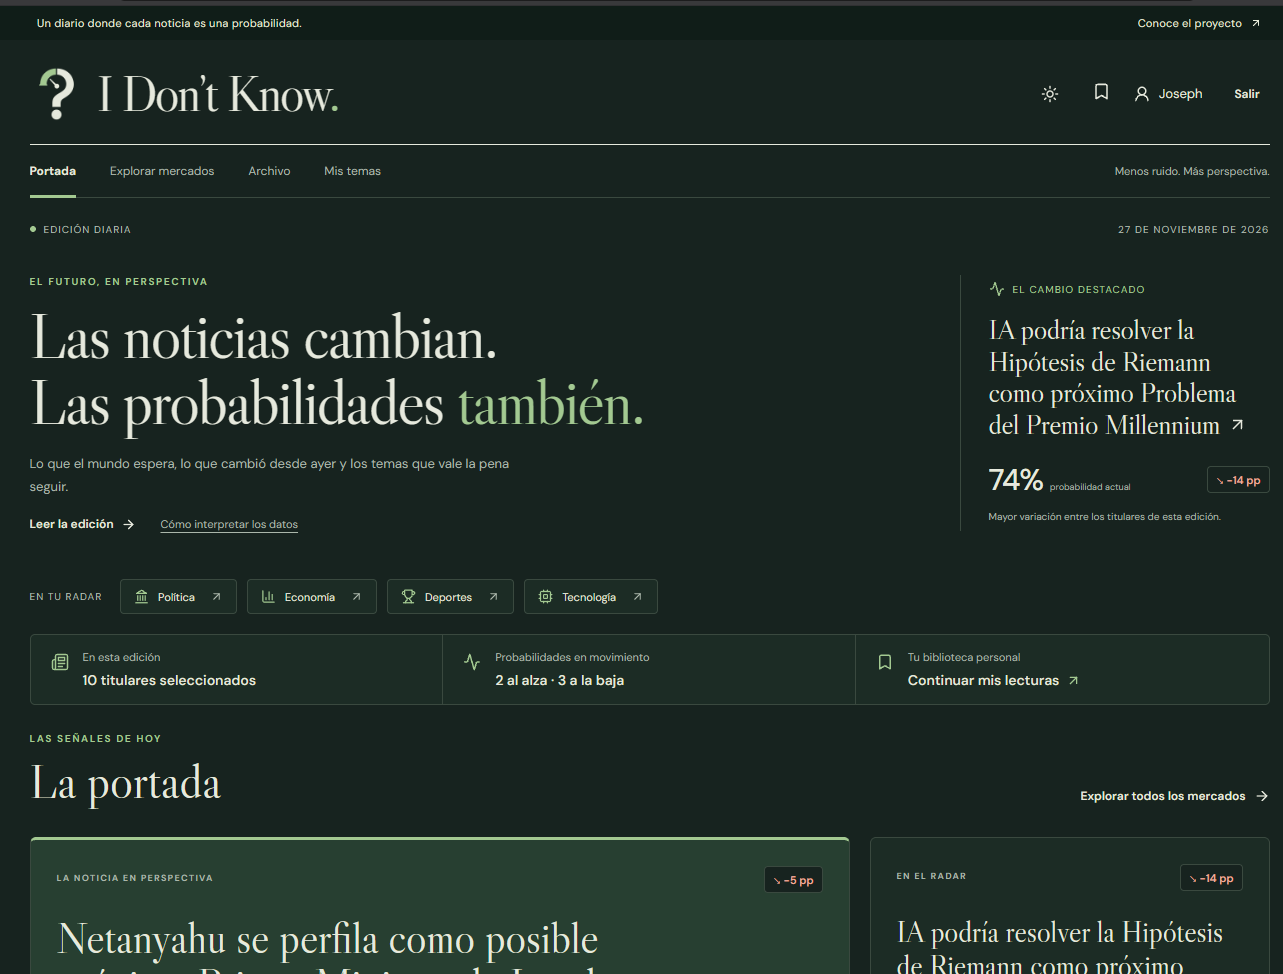 Un diario donde cada noticia es una probabilidad.
Conoce el proyecto
I Don't Know.
Joseph
Salir
Portada
Explorar mercados
Archivo
Mis temas
Menos ruido. Más perspectiva.
EDICIÓN DIARIA
27 DE NOVIEMBRE DE 2026
EL FUTURO, EN PERSPECTIVA
Las noticias cambian.
Las probabilidades también.
Lo que el mundo espera, lo que cambió desde ayer y los temas que vale la pena
seguir.
Leer la edición →
Cómo interpretar los datos
EL CAMBIO DESTACADO
IA podría resolver la
Hipótesis de Riemann
como próximo Problema
del Premio Millennium ↗
74% probabilidad actual
↘ -14 pp
Mayor variación entre los titulares de esta edición.
EN TU RADAR
Política ↗
Economía ↗
Deportes ↗
Tecnología ↗
En esta edición
10 titulares seleccionados
Probabilidades en movimiento
2 al alza · 3 a la baja
Tu biblioteca personal
Continuar mis lecturas ↗
LAS SEÑALES DE HOY
La portada
Explorar todos los mercados →
LA NOTICIA EN PERSPECTIVA
↘ -5 pp
Netanyahu se perfila como posible
EN EL RADAR
↘ -14 pp
IA podría resolver la Hipótesis
de Riemann como próximo